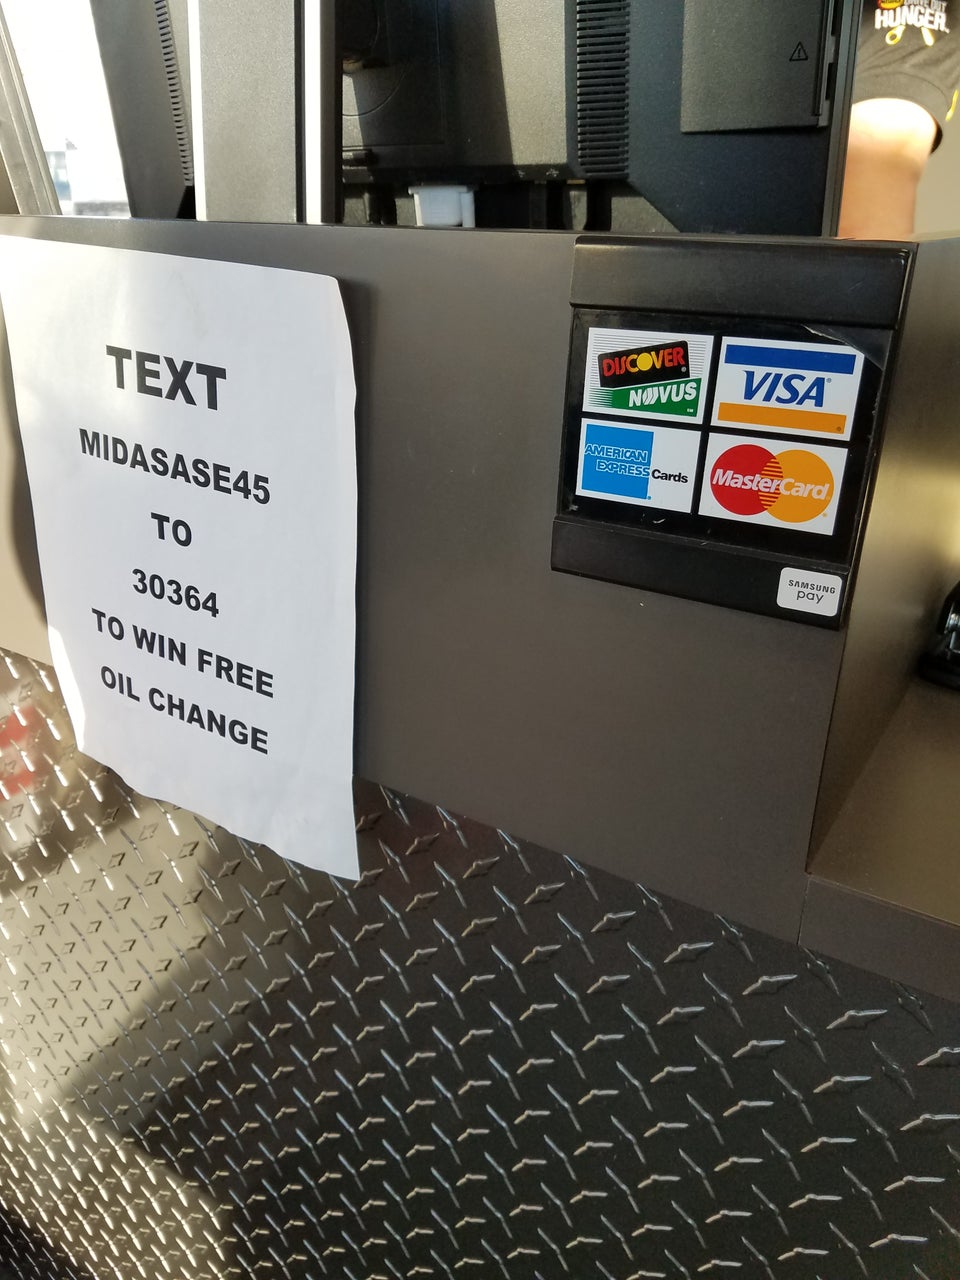 HUNGER
TEXT
MIDASASE45
TO
30364
TO WIN FREE
OIL CHANGE
DISCOVER
NOVUS
VISA
AMERICAN
EXPRESS
Cards
MasterCard
SAMSUNG
pay